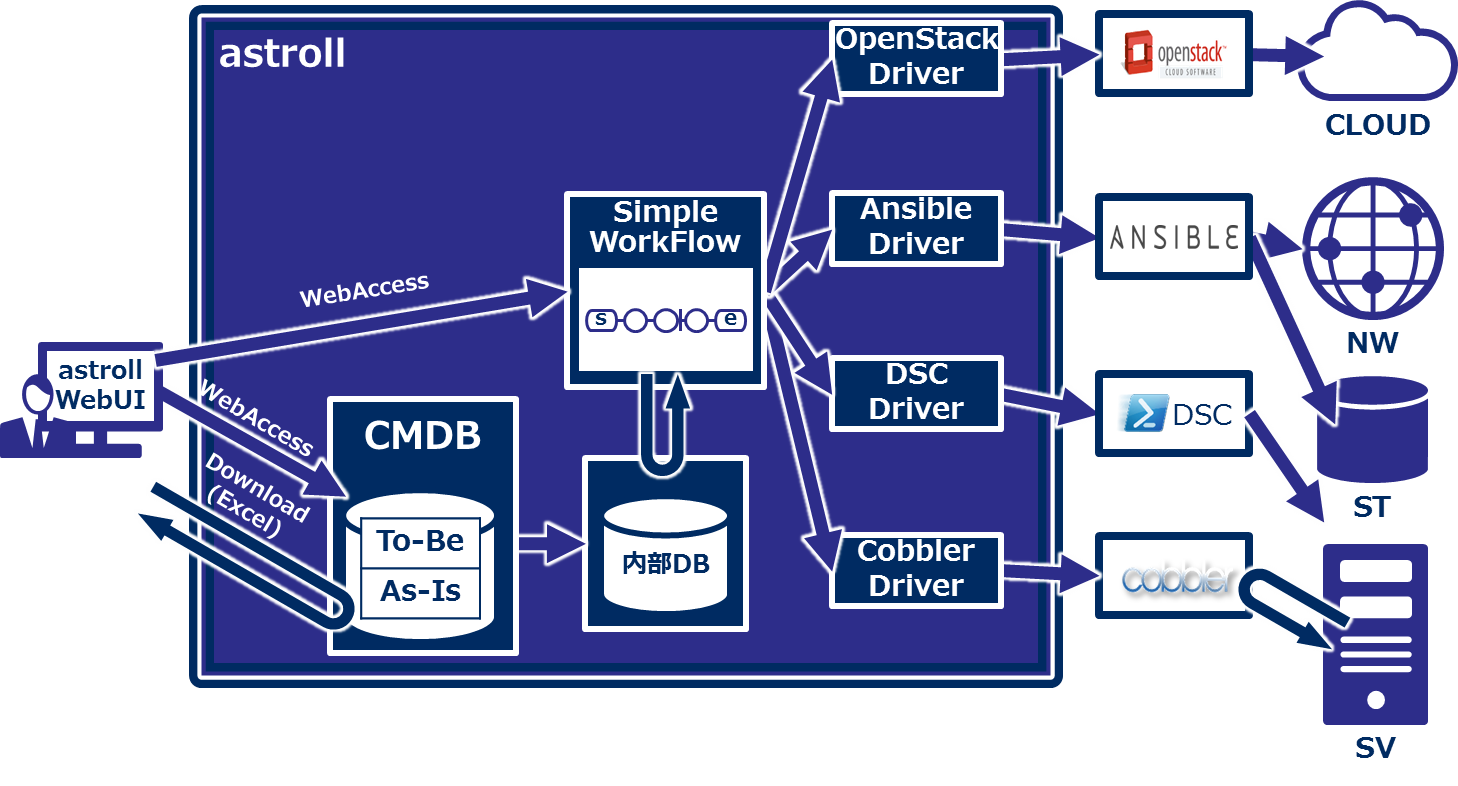 astroll
OpenStack
Driver
openstack™
CLOUD SOFTWARE
CLOUD
Simple
WorkFlow
s
e
Ansible
Driver
ANSIBLE
NW
WebAccess
astroll
WebUI
WebAccess
Download
(Excel)
CMDB
To-Be
As-Is
内部DB
DSC
Driver
DSC
ST
Cobbler
Driver
cobbler
SV